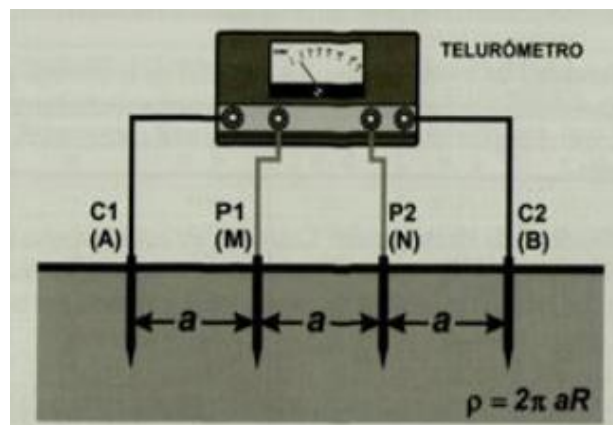 TELURÓMETRO
C1 P1 P2 C2
(A) (M) (N) (B)
a a a
ρ = 2π aR